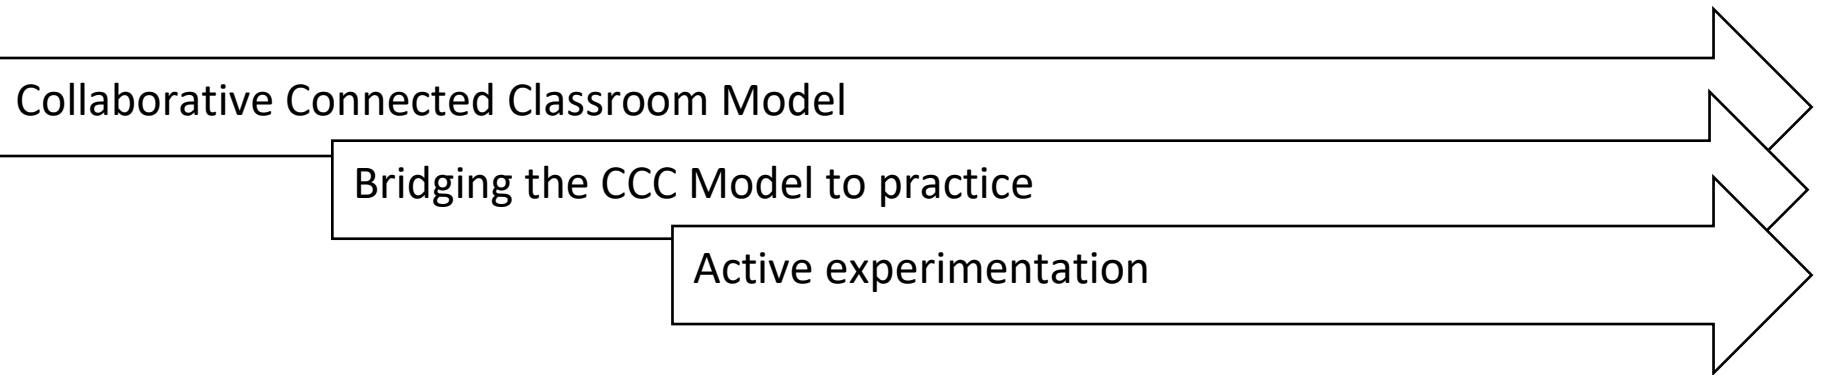 Collaborative Connected Classroom Model
Bridging the CCC Model to practice
Active experimentation